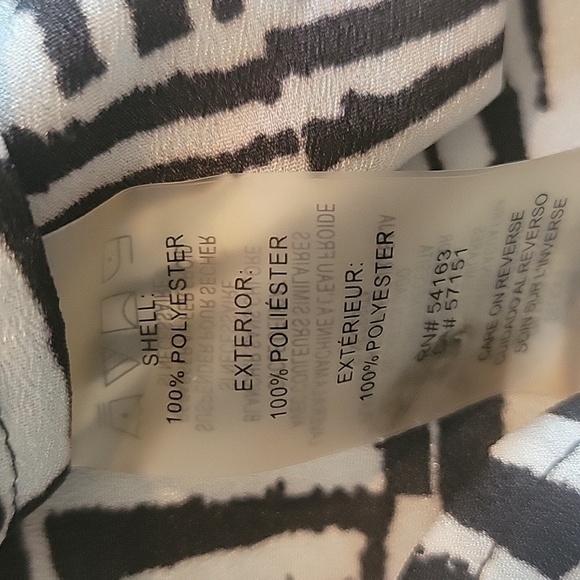 SHELL:
100% POLYESTER
EXTERIOR:
100% POLIÉSTER
EXTÉRIEUR:
100% POLYESTER
RN# 54163
CA# 57151
CARE ON REVERSE
CUIDADO AL REVERSO
SOIN SUR L'INVERSE